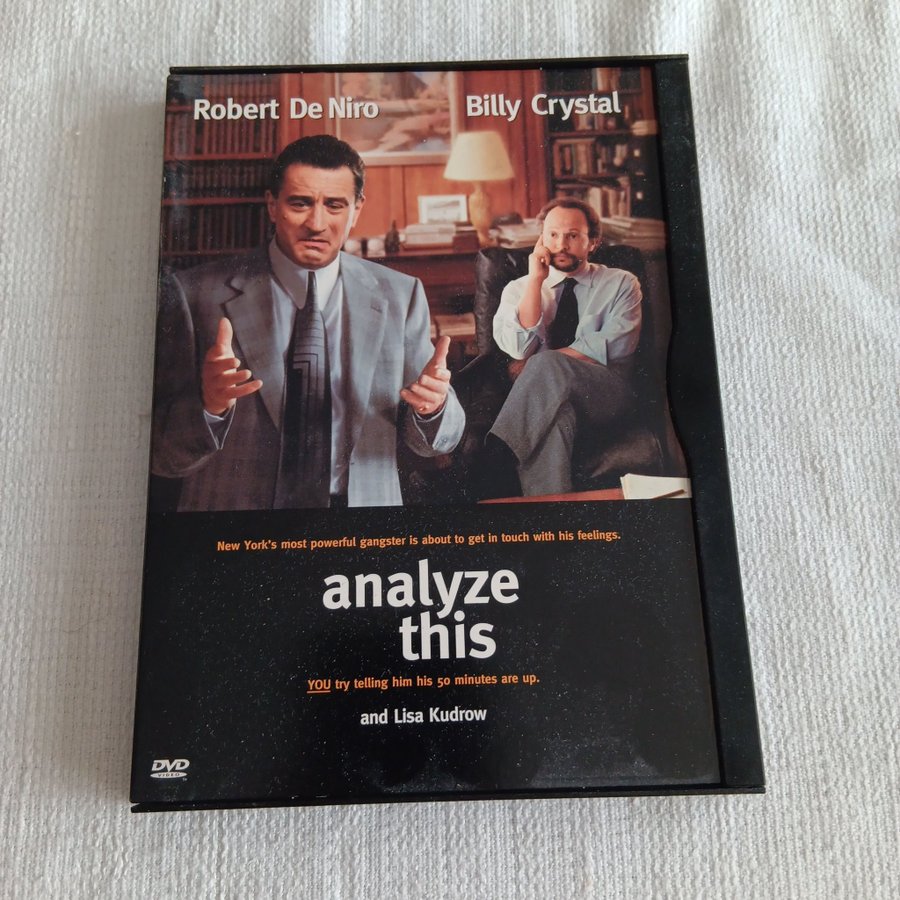 Robert De Niro Billy Crystal
New York's most powerful gangster is about to get in touch with his feelings.
analyze
this
YOU try telling him his 50 minutes are up.
and Lisa Kudrow
DVD
VIDEO